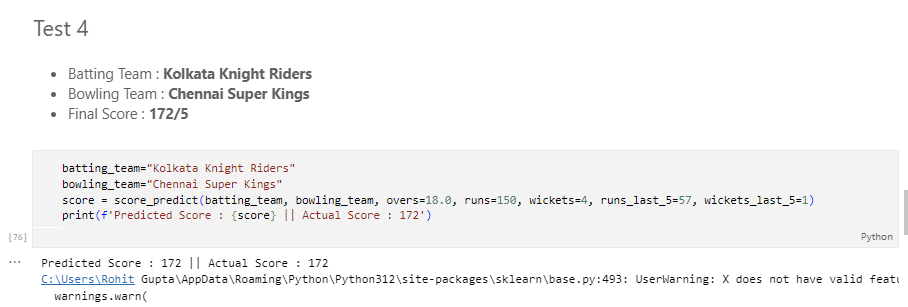 Test 4
• Batting Team : Kolkata Knight Riders
• Bowling Team : Chennai Super Kings
• Final Score : 172/5
batting_team="Kolkata Knight Riders"
bowling_team="Chennai Super Kings"
score = score_predict(batting_team, bowling_team, overs=18.0, runs=150, wickets=4, runs_last_5=57, wickets_last_5=1)
print(f'Predicted Score : {score} || Actual Score : 172')
[76]
Python
Predicted Score : 172 || Actual Score : 172
C:\Users\Rohit Gupta\AppData\Roaming\Python\Python312\site-packages\sklearn\base.py:493: UserWarning: X does not have valid
warnings.warn(